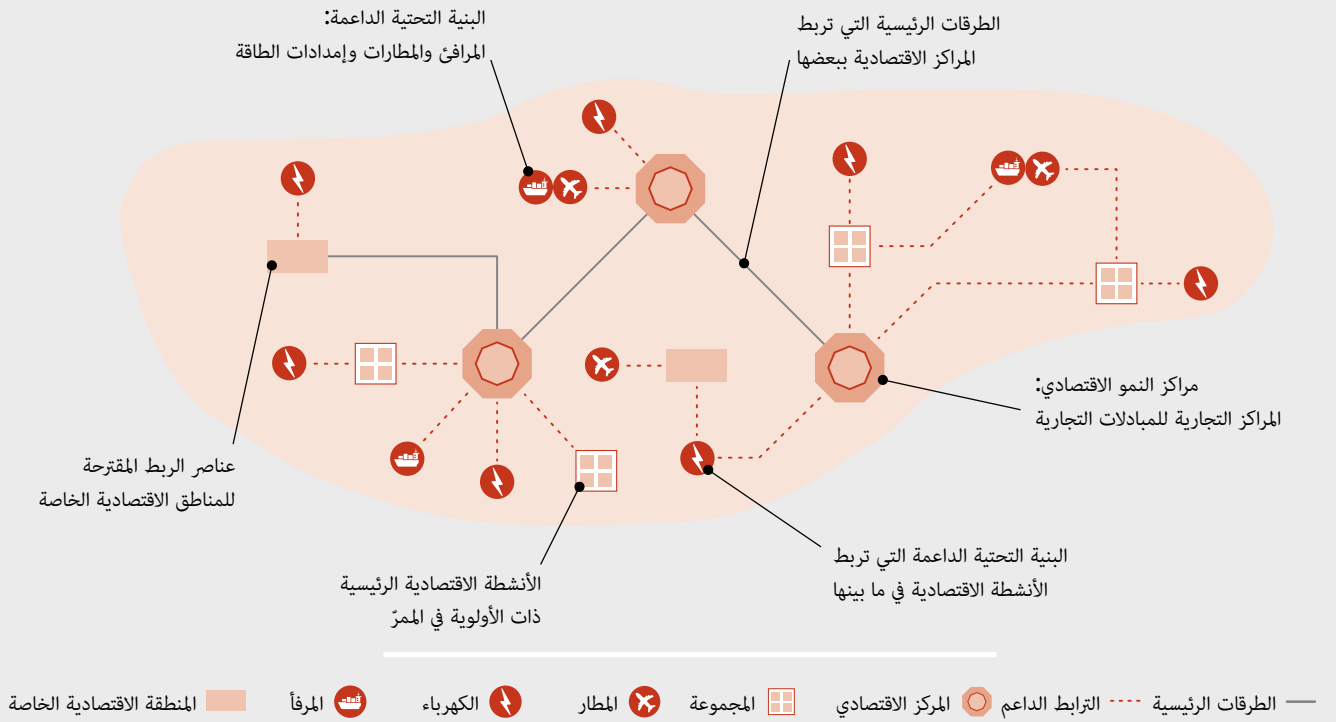 الطرقات الرئيسية التي تربط
المراكز الاقتصادية ببعضها
البنية التحتية الداعمة:
المرافئ والمطارات وإمدادات الطاقة
مراكز النمو الاقتصادي:
المراكز التجارية للمبادلات التجارية
عناصر الربط المقترحة
للمناطق الاقتصادية الخاصة
البنية التحتية الداعمة التي تربط
الأنشطة الاقتصادية في ما بينها
الأنشطة الاقتصادية الرئيسية
ذات الأولوية في الممرّ
الطرقات الرئيسية
الترابط الداعم
المركز الاقتصادي
المجموعة
المطار
الكهرباء
المرفأ
المنطقة الاقتصادية الخاصة